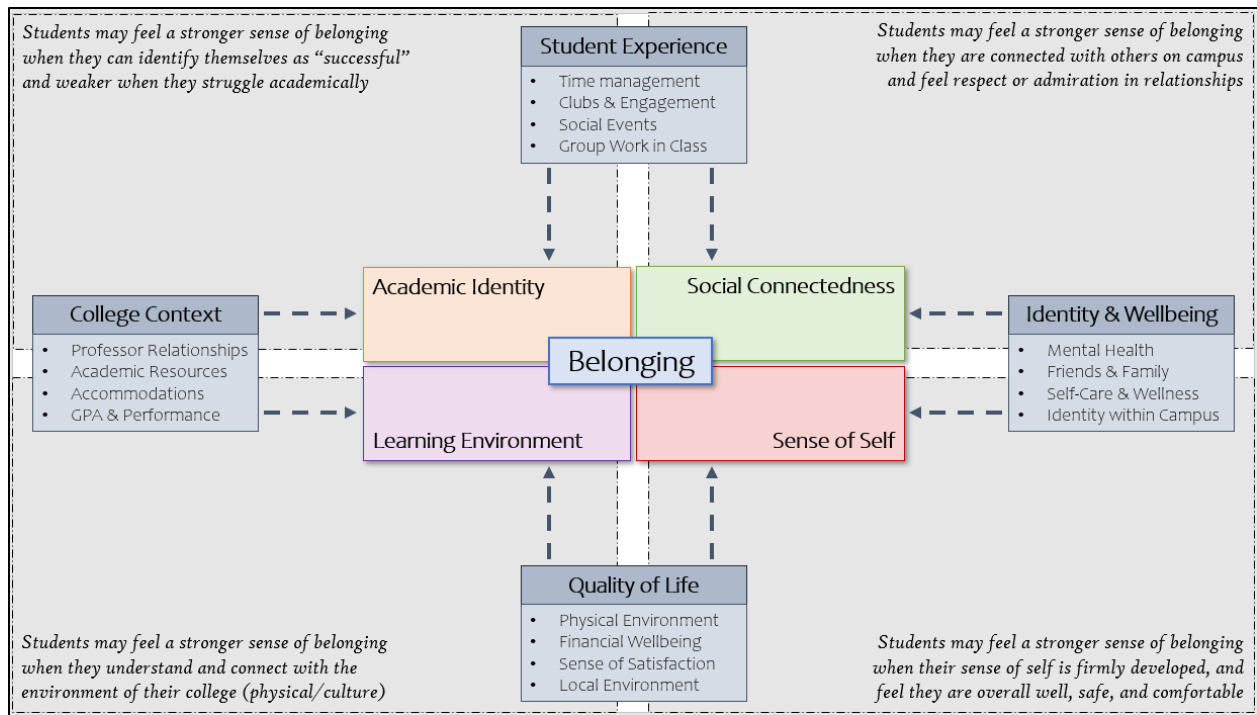 Students may feel a stronger sense of belonging
when they can identify themselves as “successful”
and weaker when they struggle academically
Student Experience
• Time management
• Clubs & Engagement
• Social Events
• Group Work in Class
Students may feel a stronger sense of belonging
when they are connected with others on campus
and feel respect or admiration in relationships
College Context
• Professor Relationships
• Academic Resources
• Accommodations
• GPA & Performance
Academic Identity
Social Connectedness
Belonging
Learning Environment
Sense of Self
Identity & Wellbeing
• Mental Health
• Friends & Family
• Self-Care & Wellness
• Identity within Campus
Students may feel a stronger sense of belonging
when they understand and connect with the
environment of their college (physical/culture)
Quality of Life
• Physical Environment
• Financial Wellbeing
• Sense of Satisfaction
• Local Environment
Students may feel a stronger sense of belonging
when their sense of self is firmly developed, and
feel they are overall well, safe, and comfortable